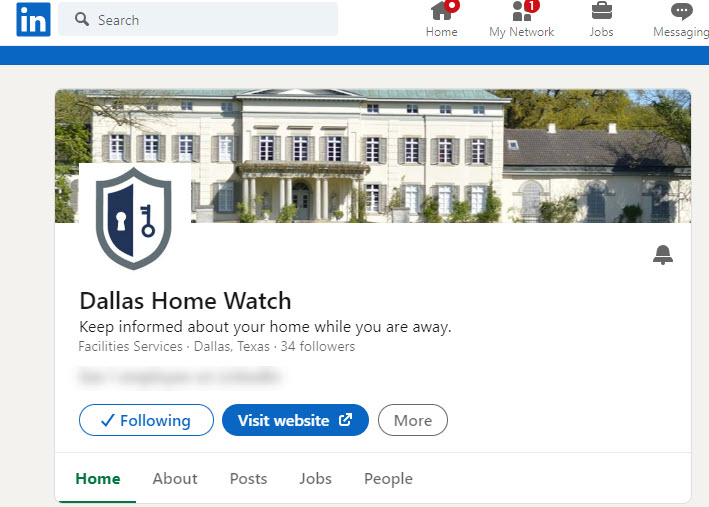 in
Search
1
Home
My Network
Jobs
Messaging
Dallas Home Watch
Keep informed about your home while you are away.
Facilities Services · Dallas, Texas · 34 followers
Following
Visit website
More
Home
About
Posts
Jobs
People